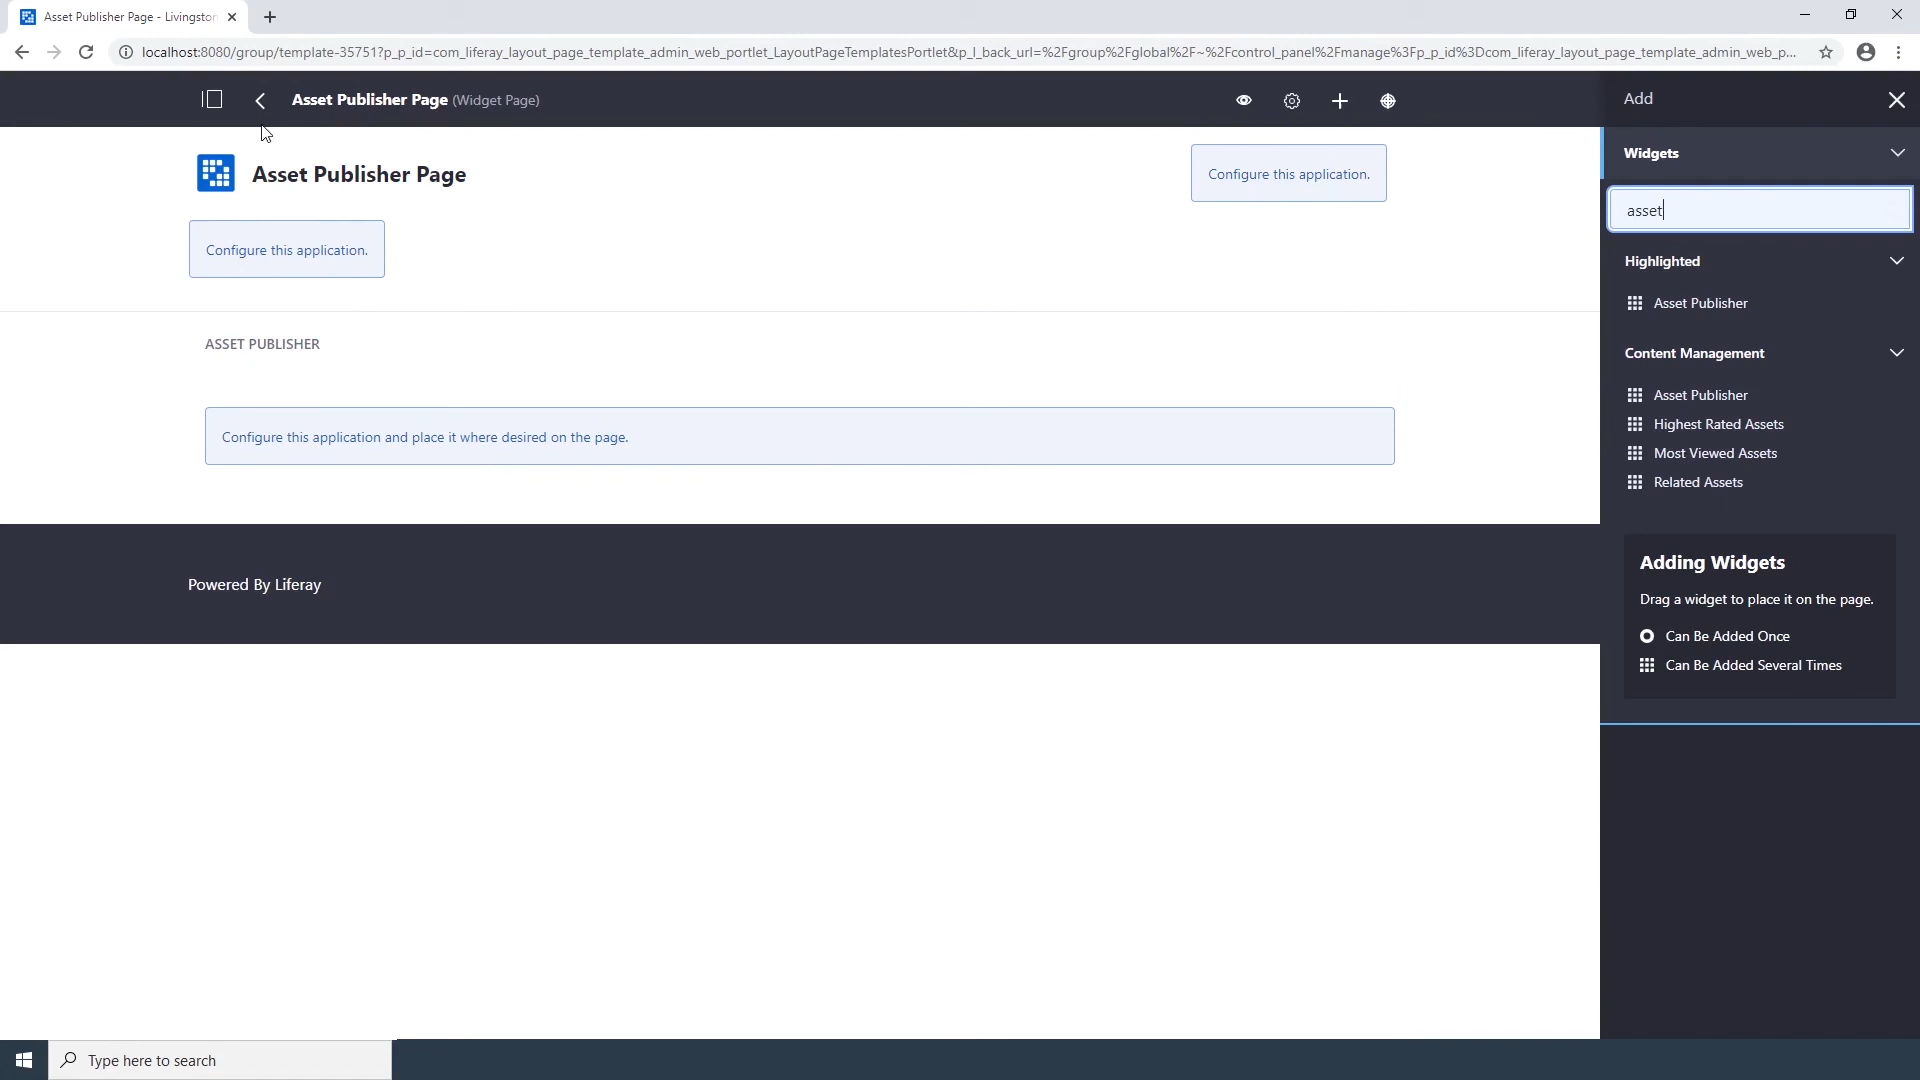 Asset Publisher Page - Livingston
localhost:8080/group/template-35751?p_p_id=com_liferay_layout_page_template_admin_web_portlet_LayoutPageTemplatesPortlet&p_l_back_url=%2Fgroup%2Fglobal%2F~%2Fcontrol_panel%2Fmanage%3Fp_p_id%3Dcom_liferay_layout_page_template_admin_web_p...
Asset Publisher Page (Widget Page)
Add
Widgets
Asset Publisher Page
Configure this application.
asset
Configure this application.
Highlighted
Asset Publisher
ASSET PUBLISHER
Content Management
Asset Publisher
Highest Rated Assets
Configure this application and place it where desired on the page.
Most Viewed Assets
Related Assets
Adding Widgets
Drag a widget to place it on the page.
Can Be Added Once
Can Be Added Several Times
Powered By Liferay
Type here to search